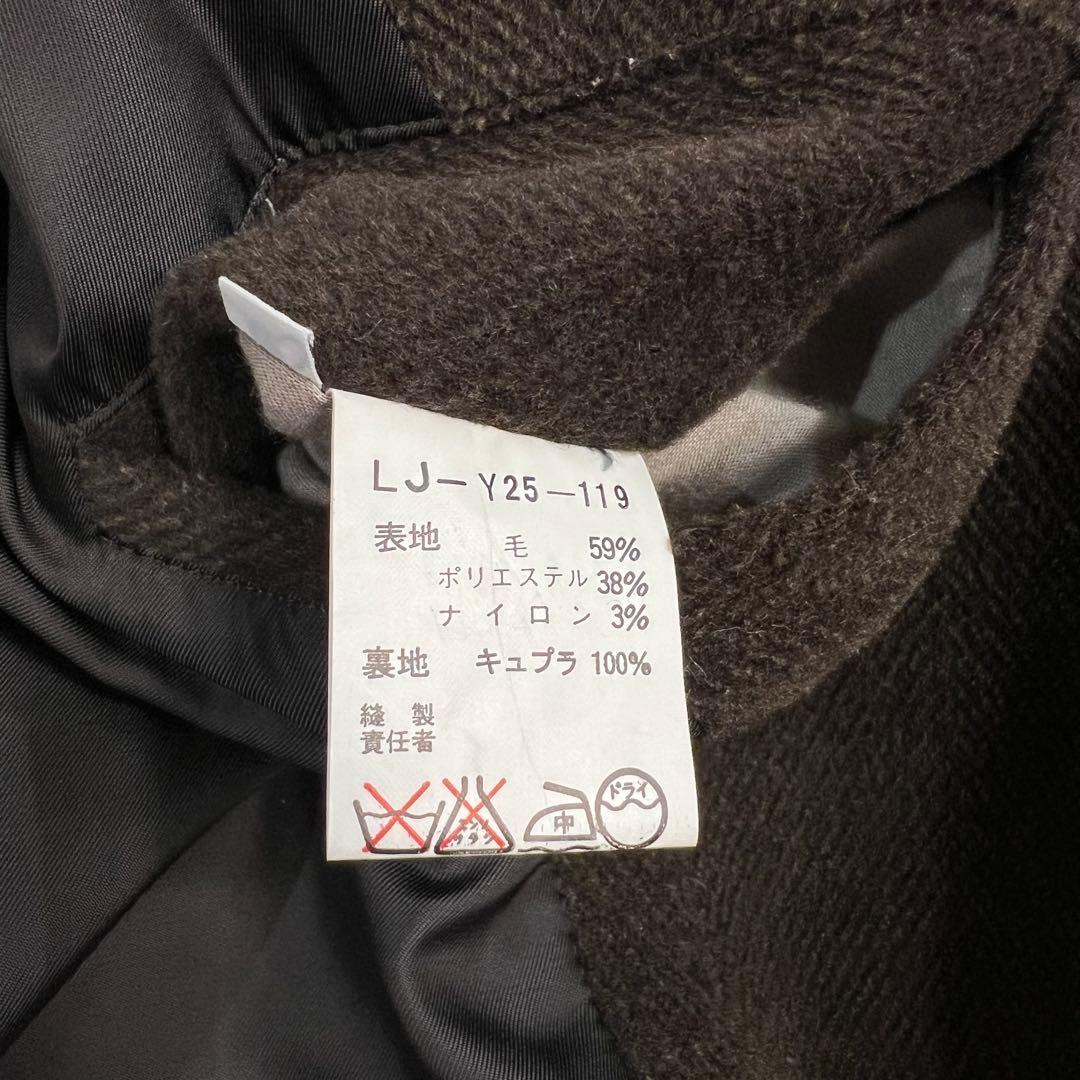 LJ-Y25-119
表地 毛 59%
ポリエステル 38%
ナイロン 3%
裏地 キュプラ 100%
縫製
責任者
中 ドライ